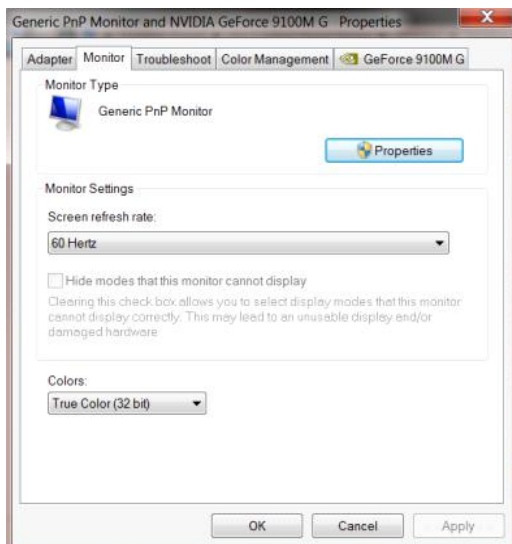 Generic PnP Monitor and NVIDIA GeForce 9100M G Properties
Adapter Monitor Troubleshoot Color Management GeForce 9100M G
Monitor Type
Generic PnP Monitor
Properties
Monitor Settings
Screen refresh rate:
60 Hertz
Hide modes that this monitor cannot display
Clearing this check box allows you to select display modes that this monitor
cannot display correctly. This may lead to an unusable display and/or
damaged hardware.
Colors:
True Color (32 bit)
OK Cancel Apply